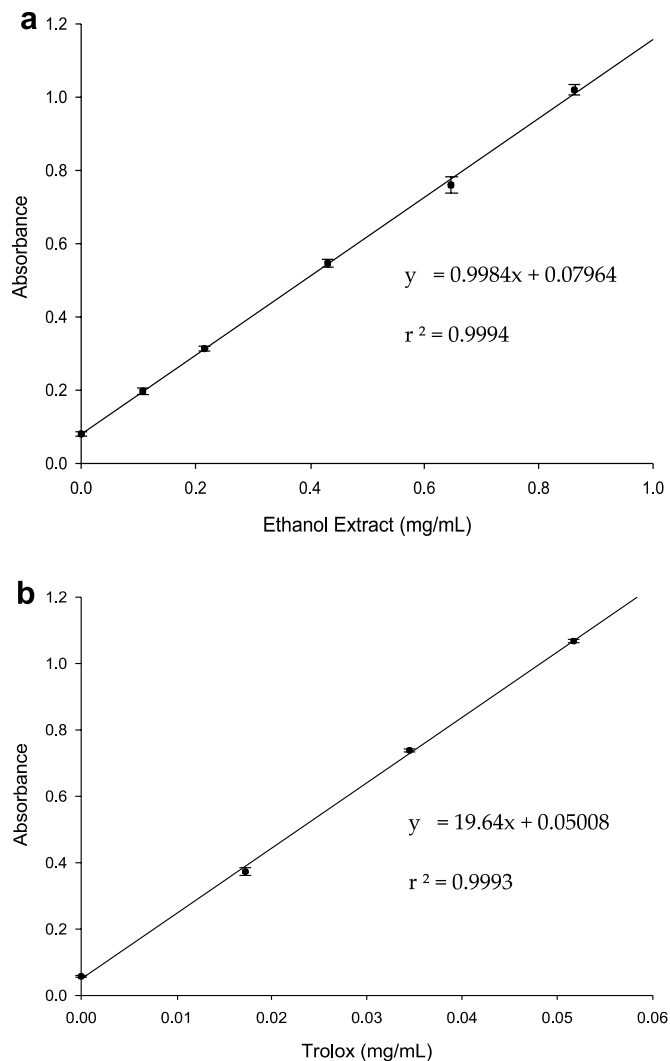 a
1.2
1.0
0.8
0.6
0.4
0.2
0.0
Absorbance
y = 0.9984x + 0.07964
r ² = 0.9994
0.0 0.2 0.4 0.6 0.8 1.0
Ethanol Extract (mg/mL)
b
1.2
1.0
0.8
0.6
0.4
0.2
0.0
Absorbance
y = 19.64x + 0.05008
r ² = 0.9993
0.00 0.01 0.02 0.03 0.04 0.05 0.06
Trolox (mg/mL)